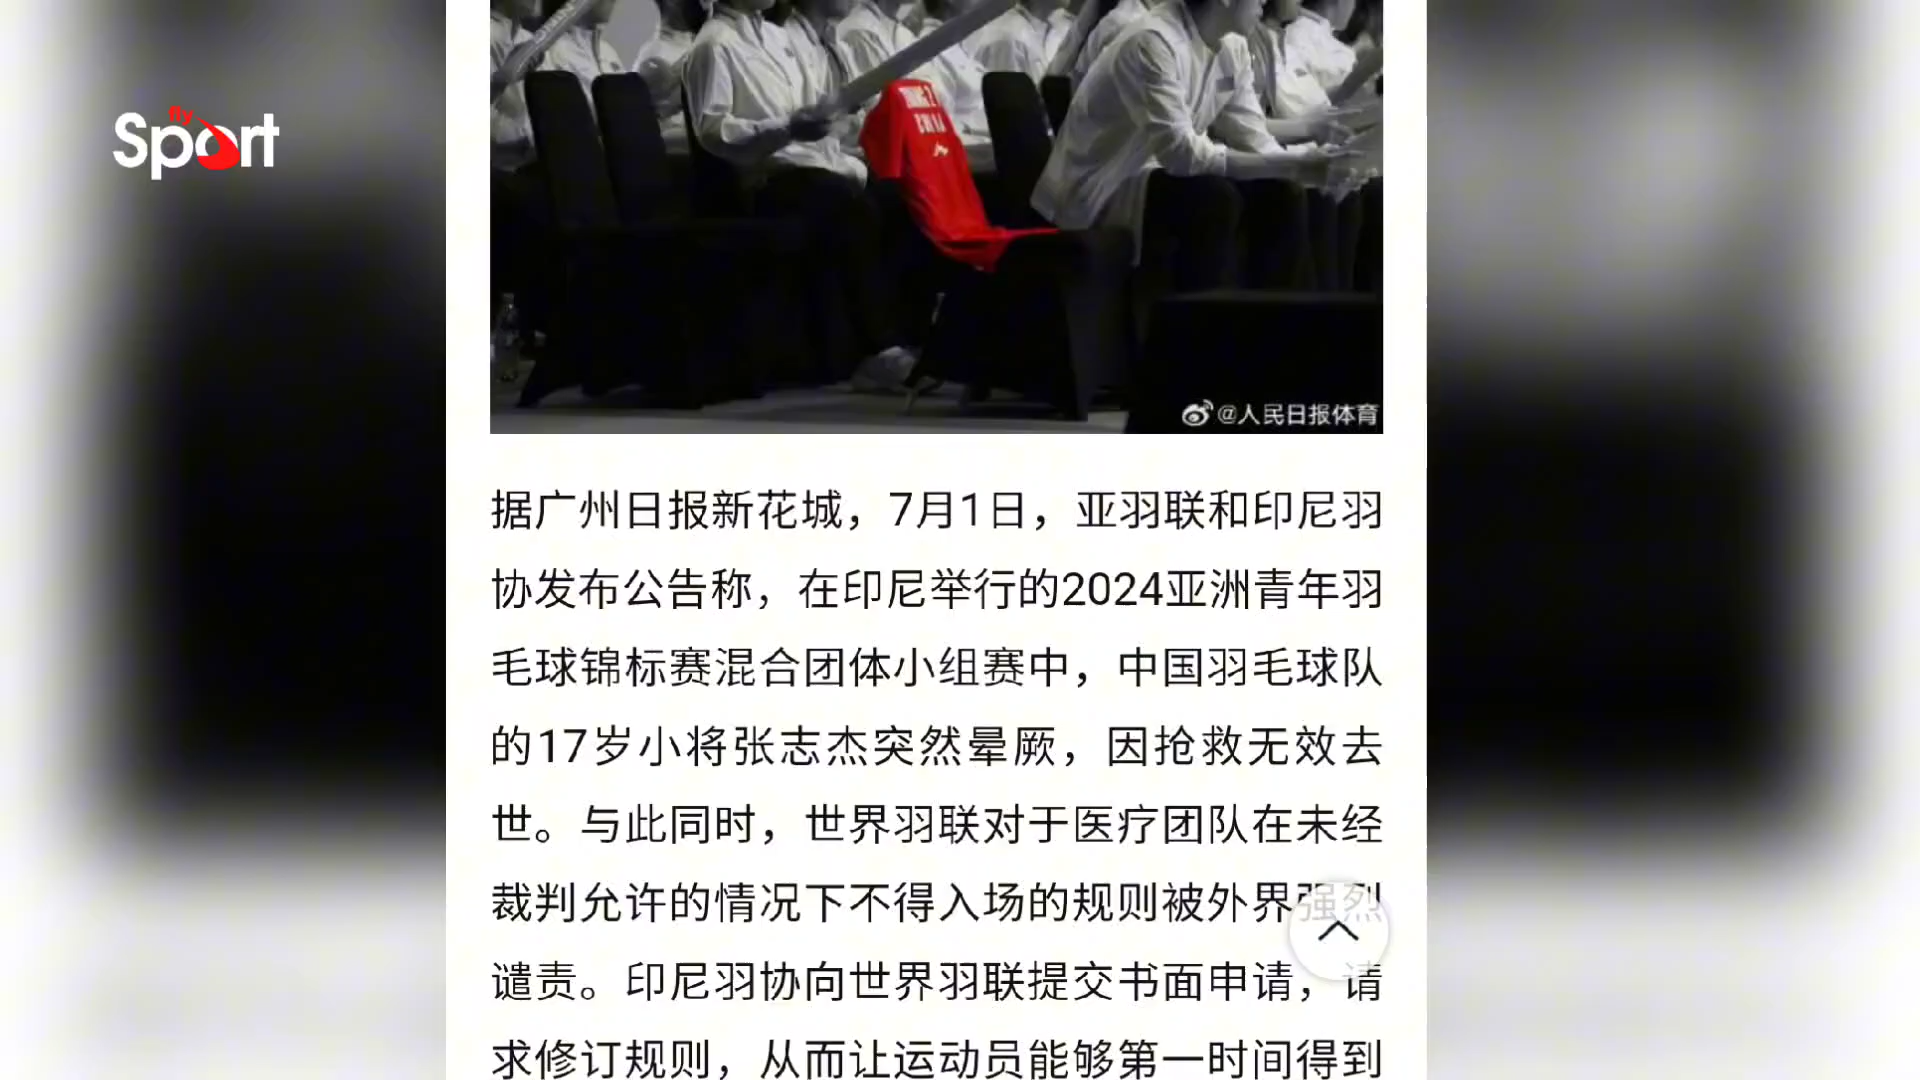 fly
Sport
@人民日报体育
据广州日报新花城，7月1日，亚羽联和印尼羽
协发布公告称，在印尼举行的2024亚洲青年羽
毛球锦标赛混合团体小组赛中，中国羽毛球队
的17岁小将张志杰突然晕厥，因抢救无效去
世。与此同时，世界羽联对于医疗团队在未经
裁判允许的情况下不得入场的规则被外界强烈
谴责。印尼羽协向世界羽联提交书面申请，请
求修订规则，从而让运动员能够第一时间得到